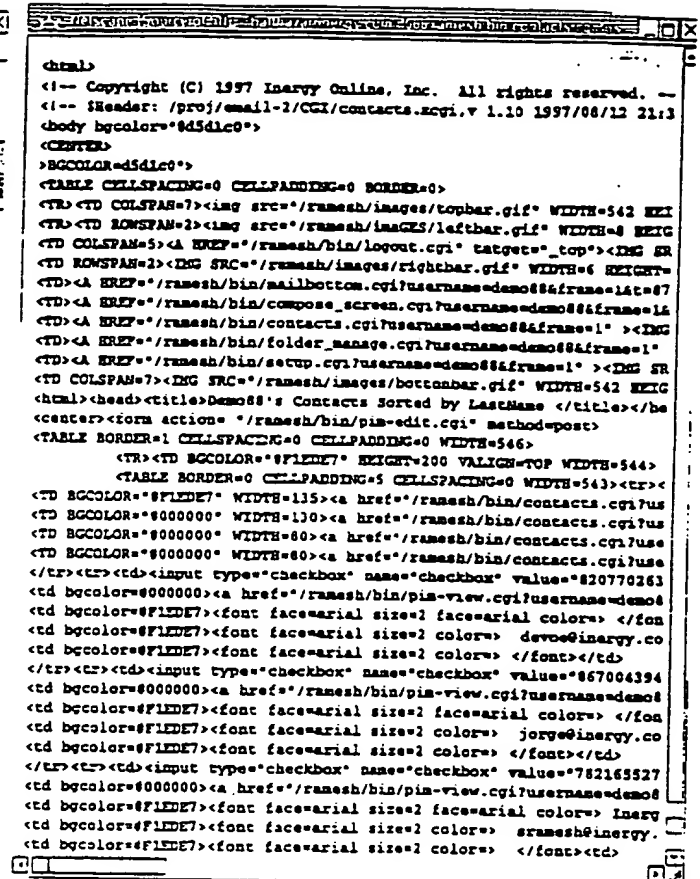 <html>
<!-- Copyright (C) 1997 Inergy Online, Inc. All rights reserved. --
<!-- $Header: /proj/email-2/CGI/contacts.xcgi,v 1.10 1997/08/12 21:3
<body bgcolor="#d5d1c0">
<CENTER>
>BGCOLOR=d5d1c0">
<TABLE CELLSPACING=0 CELLPADDING=0 BORDER=0>
<TR><TD COLSPAN=7><img src="/ramesh/images/topbar.gif" WIDTH=542 HEI
<TR><TD ROWSPAN=2><img src="/ramesh/imaGES/leftbar.gif" WIDTH=8 HEIG
<TD COLSPAN=5><A HREF="/ramesh/bin/logout.cgi" tatget="_top"><IMG SR
<TD ROWSPAN=2><IMG SRC="/ramesh/images/rightbar.gif" WIDTH=6 HEIGHT=
<TD><A HREF="/ramesh/bin/mailbottom.cgi?username=demo88&frame=1&t=87
<TD><A HREF="/ramesh/bin/compose_screen.cgi?username=demo88&frame=1&
<TD><A HREF="/ramesh/bin/contacts.cgi?username=demo88&frame=1" ><IMG
<TD><A HREF="/ramesh/bin/folder_manage.cgi?username=demo88&frame=1"
<TD><A HREF="/ramesh/bin/setup.cgi?username=demo88&frame=1" ><IMG SR
<TD COLSPAN=7><IMG SRC="/ramesh/images/bottonbar.gif" WIDTH=542 HEIG
<html><head><title>Demo88's Contacts Sorted by LastName </title></he
<center><form action= "/ramesh/bin/pim-edit.cgi" method=post>
<TABLE BORDER=1 CELLSPACING=0 CELLPADDING=0 WIDTH=546>
<TR><TD BGCOLOR="#F1EDE7" HEIGHT=200 VALIGN=TOP WIDTH=544>
<TABLE BORDER=0 CELLPADDING=5 CELLSPACING=0 WIDTH=543><tr><
<TD BGCOLOR="#F1EDE7" WIDTH=135><a href="/ramesh/bin/contacts.cgi?us
<TD BGCOLOR="#000000" WIDTH=130><a href="/ramesh/bin/contacts.cgi?us
<TD BGCOLOR="#000000" WIDTH=80><a href="/ramesh/bin/contacts.cgi?use
<TD BGCOLOR="#000000" WIDTH=60><a href="/ramesh/bin/contacts.cgi?use
</tr><tr><td><input type="checkbox" name="checkbox" value="820770263
<td bgcolor=#000000><a href="/ramesh/bin/pim-view.cgi?username=demo8
<td bgcolor=#F1EDE7><font face=arial size=2 face=arial color=> </fon
<td bgcolor=#F1EDE7><font face=arial size=2 color=> devoe@inergy.co
<td bgcolor=#F1EDE7><font face=arial size=2 color=> </font></td>
</tr><tr><td><input type="checkbox" name="checkbox" value="867004394
<td bgcolor=#000000><a href="/ramesh/bin/pim-view.cgi?username=demo8
<td bgcolor=#F1EDE7><font face=arial size=2 face=arial color=> </fon
<td bgcolor=#F1EDE7><font face=arial size=2 color=> jorge@inergy.co
<td bgcolor=#F1EDE7><font face=arial size=2 color=> </font></td>
</tr><tr><td><input type="checkbox" name="checkbox" value="782165527
<td bgcolor=#000000><a href="/ramesh/bin/pim-view.cgi?username=demo8
<td bgcolor=#F1EDE7><font face=arial size=2 face=arial color=> Inerg
<td bgcolor=#F1EDE7><font face=arial size=2 color=> sramesh@inergy.
<td bgcolor=#F1EDE7><font face=arial size=2 color=> </font><td>